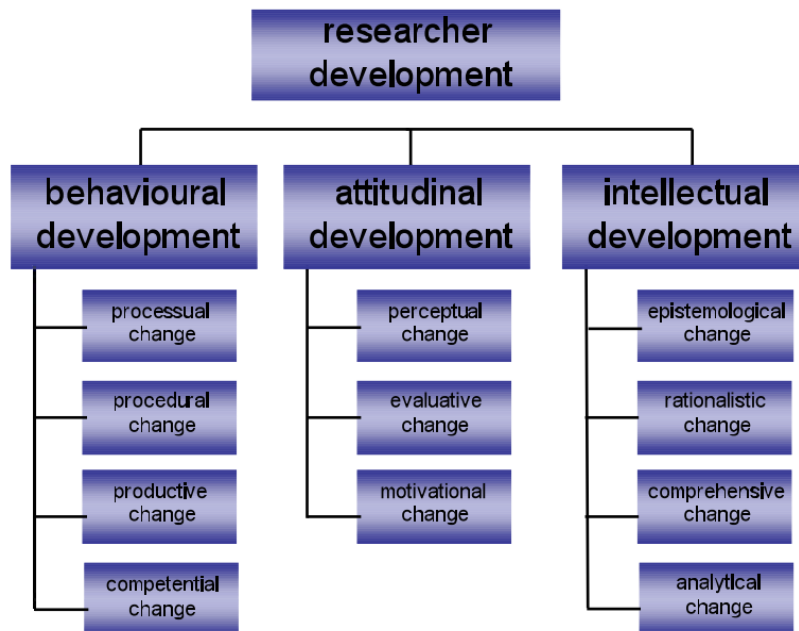 researcher
development
behavioural
development
attitudinal
development
intellectual
development
processual
change
procedural
change
productive
change
competential
change
perceptual
change
evaluative
change
motivational
change
epistemological
change
rationalistic
change
comprehensive
change
analytical
change